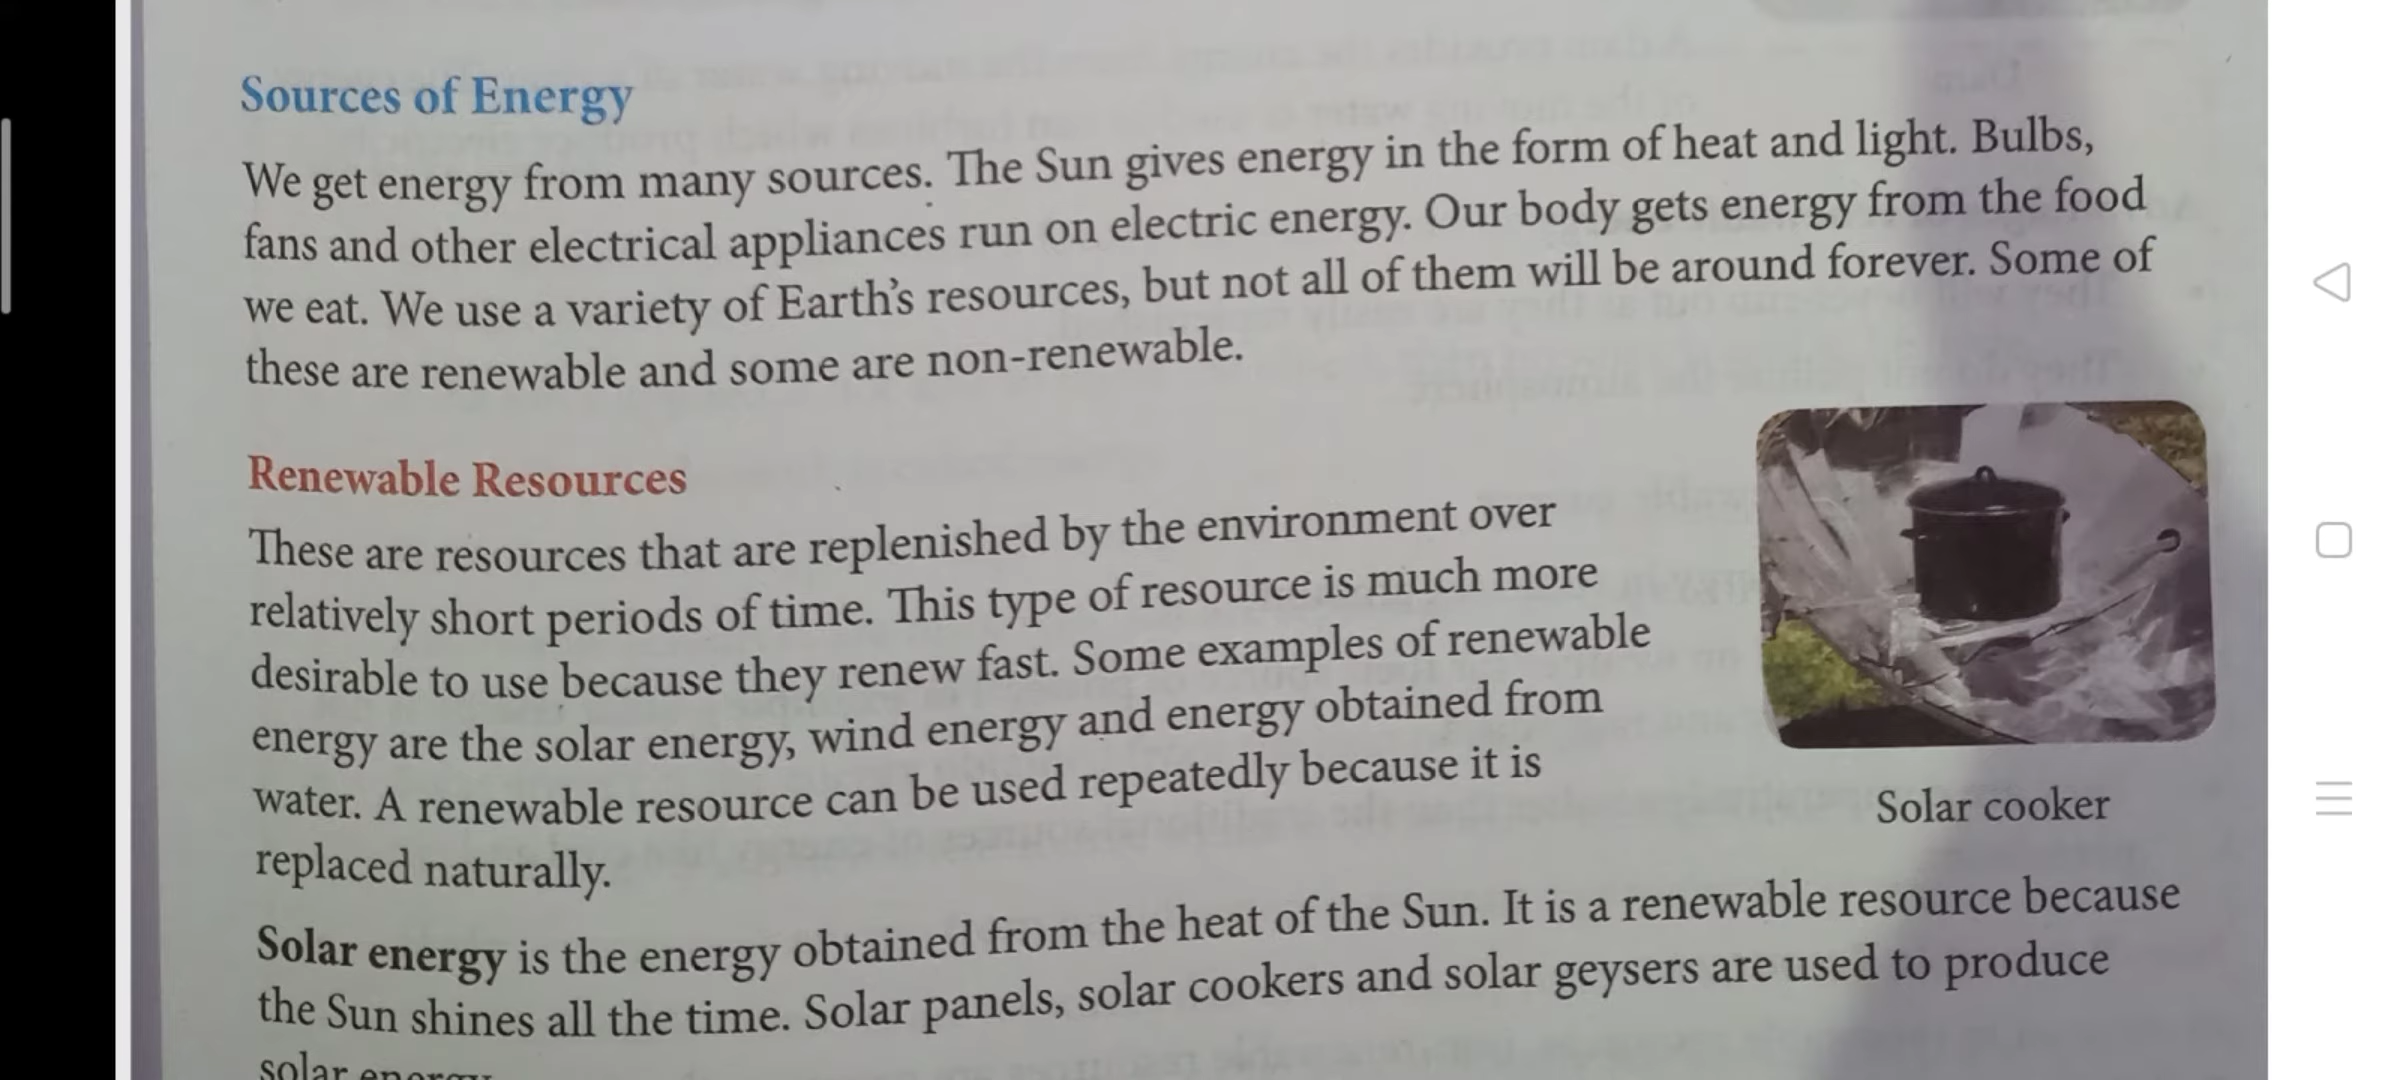 Sources of Energy
We get energy from many sources. The Sun gives energy in the form of heat and light. Bulbs,
fans and other electrical appliances run on electric energy. Our body gets energy from the food
we eat. We use a variety of Earth's resources, but not all of them will be around forever. Some of
these are renewable and some are non-renewable.
Renewable Resources
These are resources that are replenished by the environment over
relatively short periods of time. This type of resource is much more
desirable to use because they renew fast. Some examples of renewable
energy are the solar energy, wind energy and energy obtained from
water. A renewable resource can be used repeatedly because it is
replaced naturally.
Solar cooker
Solar energy is the energy obtained from the heat of the Sun. It is a renewable resource because
the Sun shines all the time. Solar panels, solar cookers and solar geysers are used to produce
solar energy